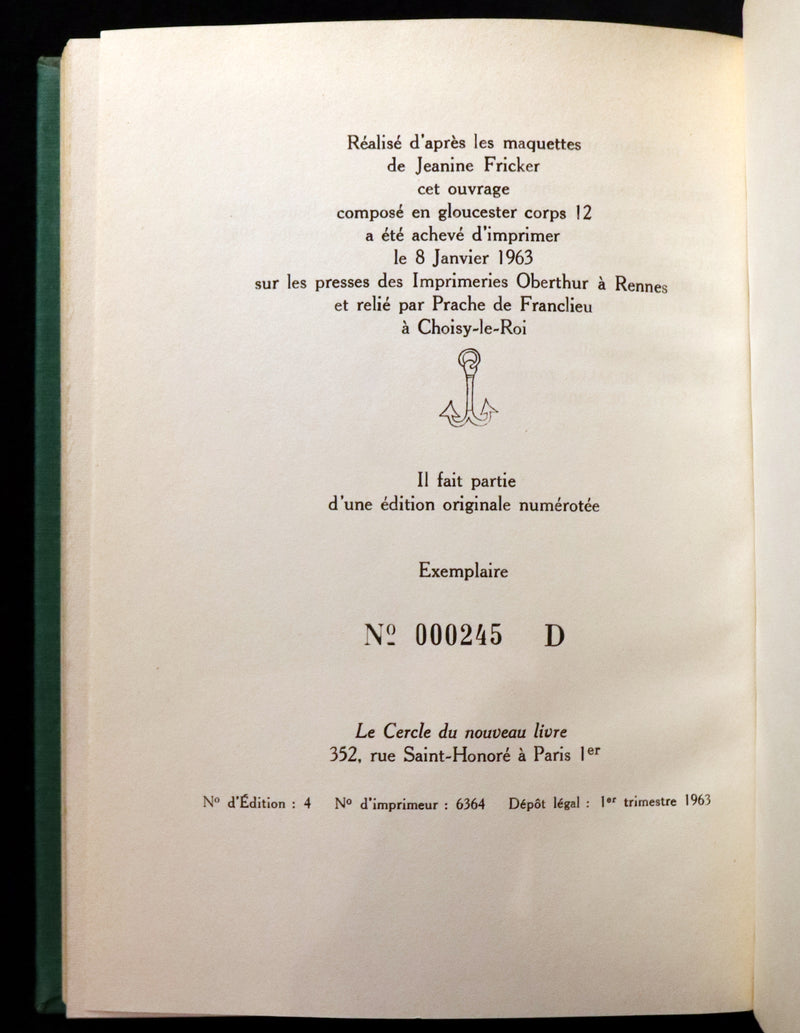 Réalisé d'après les maquettes
de Jeanine Fricker
cet ouvrage
composé en gloucester corps 12
a été achevé d'imprimer
le 8 Janvier 1963
sur les presses des Imprimeries Oberthur à Rennes
et relié par Prache de Franclieu
à Choisy-le-Roi
Il fait partie
d'une édition originale numérotée
Exemplaire
Nº 000245 D
Le Cercle du nouveau livre
352, rue Saint-Honoré à Paris 1er
Nº d'Édition : 4 Nº d'imprimeur : 6364 Dépôt légal : 1er trimestre 1963